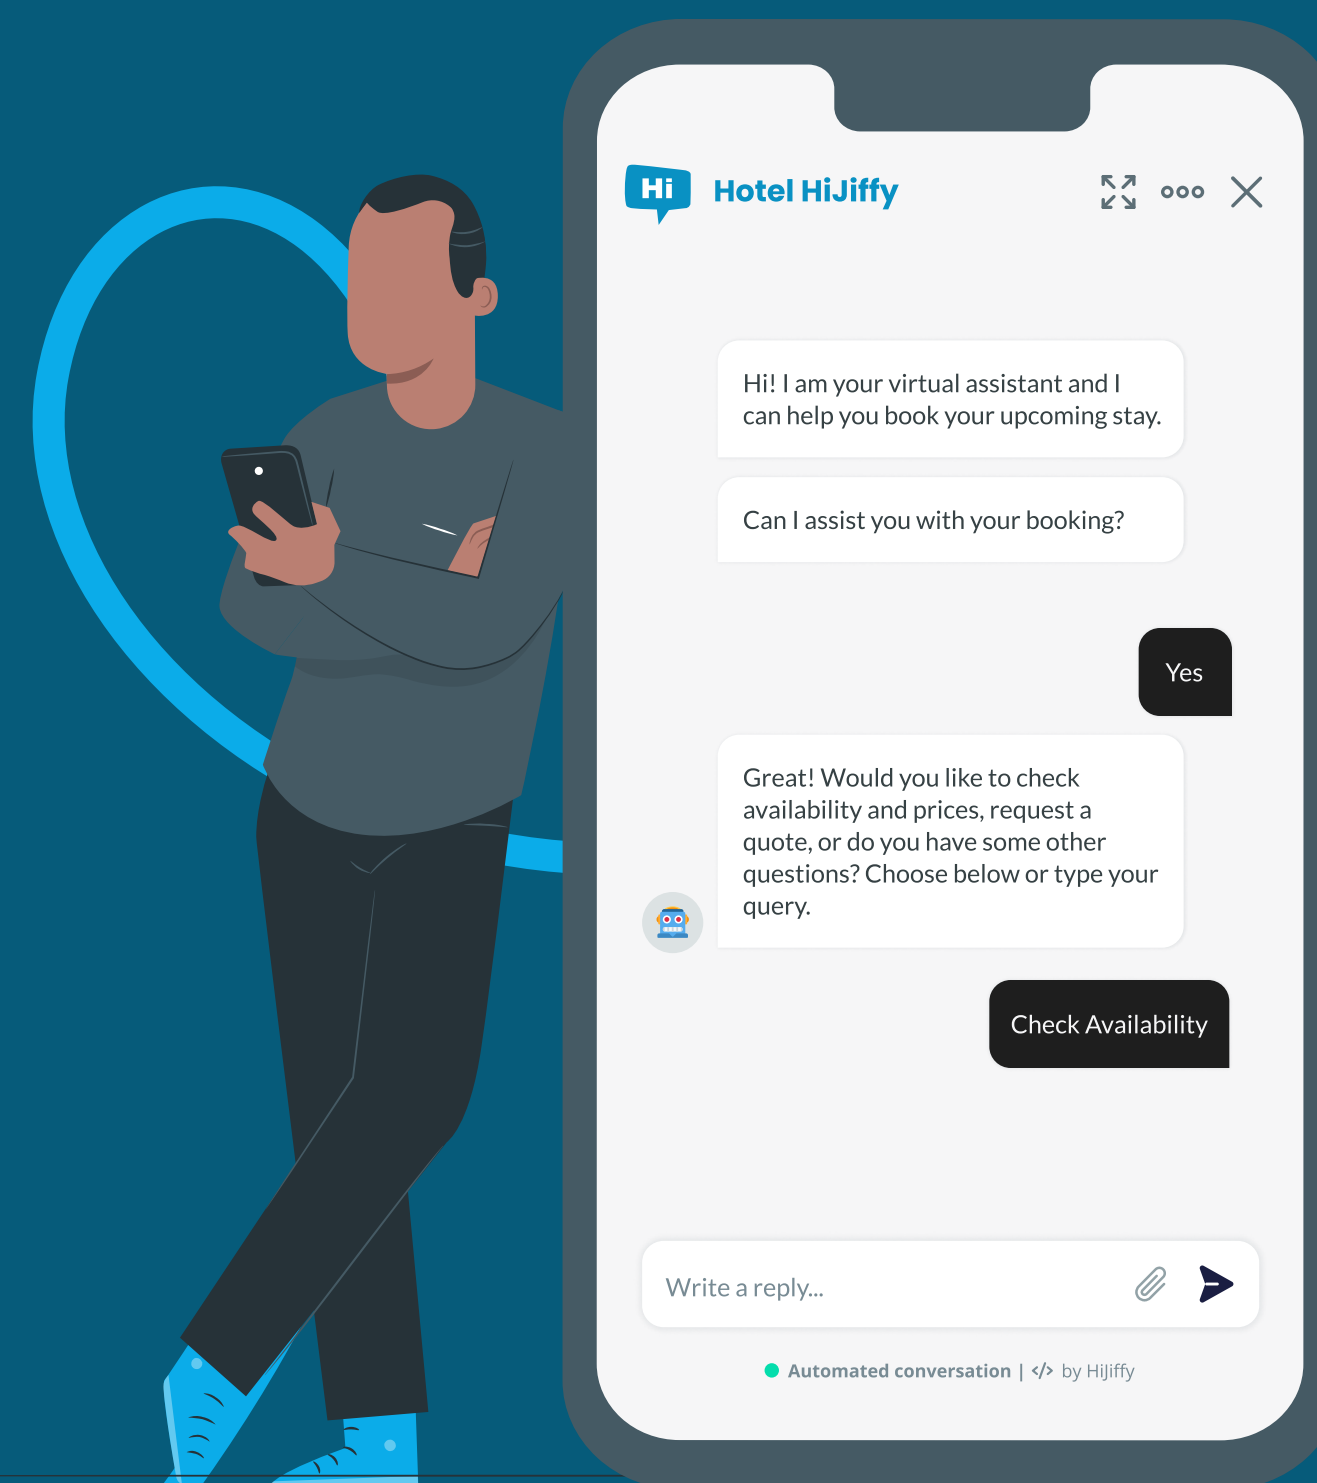 Hi
Hotel HiJiffy
Hi! I am your virtual assistant and I
can help you book your upcoming stay.
Can I assist you with your booking?
Yes
Great! Would you like to check
availability and prices, request a
quote, or do you have some other
questions? Choose below or type your
query.
Check Availability
Write a reply...
Automated conversation | </> by HiJiffy